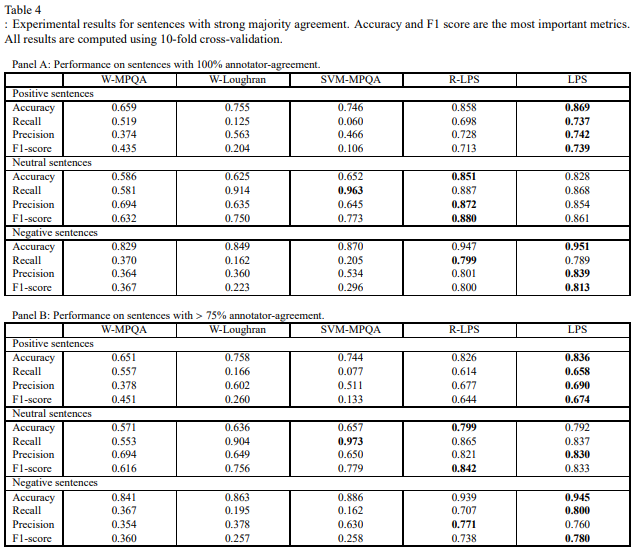 Table 4
: Experimental results for sentences with strong majority agreement. Accuracy and F1 score are the most important metrics.
All results are computed using 10-fold cross-validation.
Panel A: Performance on sentences with 100% annotator-agreement.
W-MPQA W-Loughran SVM-MPQA R-LPS LPS
Positive sentences
Accuracy 0.659 0.755 0.746 0.858 0.869
Recall 0.519 0.125 0.060 0.698 0.737
Precision 0.374 0.563 0.466 0.728 0.742
F1-score 0.435 0.204 0.106 0.713 0.739
Neutral sentences
Accuracy 0.586 0.625 0.652 0.851 0.828
Recall 0.581 0.914 0.963 0.887 0.868
Precision 0.694 0.635 0.645 0.872 0.854
F1-score 0.632 0.750 0.773 0.880 0.861
Negative sentences
Accuracy 0.829 0.849 0.870 0.947 0.951
Recall 0.370 0.162 0.205 0.799 0.789
Precision 0.364 0.360 0.534 0.801 0.839
F1-score 0.367 0.223 0.296 0.800 0.813
Panel B: Performance on sentences with > 75% annotator-agreement.
W-MPQA W-Loughran SVM-MPQA R-LPS LPS
Positive sentences
Accuracy 0.651 0.758 0.744 0.826 0.836
Recall 0.557 0.166 0.077 0.614 0.658
Precision 0.378 0.602 0.511 0.677 0.690
F1-score 0.451 0.260 0.133 0.644 0.674
Neutral sentences
Accuracy 0.571 0.636 0.657 0.799 0.792
Recall 0.553 0.904 0.973 0.865 0.837
Precision 0.694 0.649 0.650 0.821 0.830
F1-score 0.616 0.756 0.779 0.842 0.833
Negative sentences
Accuracy 0.841 0.863 0.886 0.939 0.945
Recall 0.367 0.195 0.162 0.707 0.800
Precision 0.354 0.378 0.630 0.771 0.760
F1-score 0.360 0.257 0.258 0.738 0.780